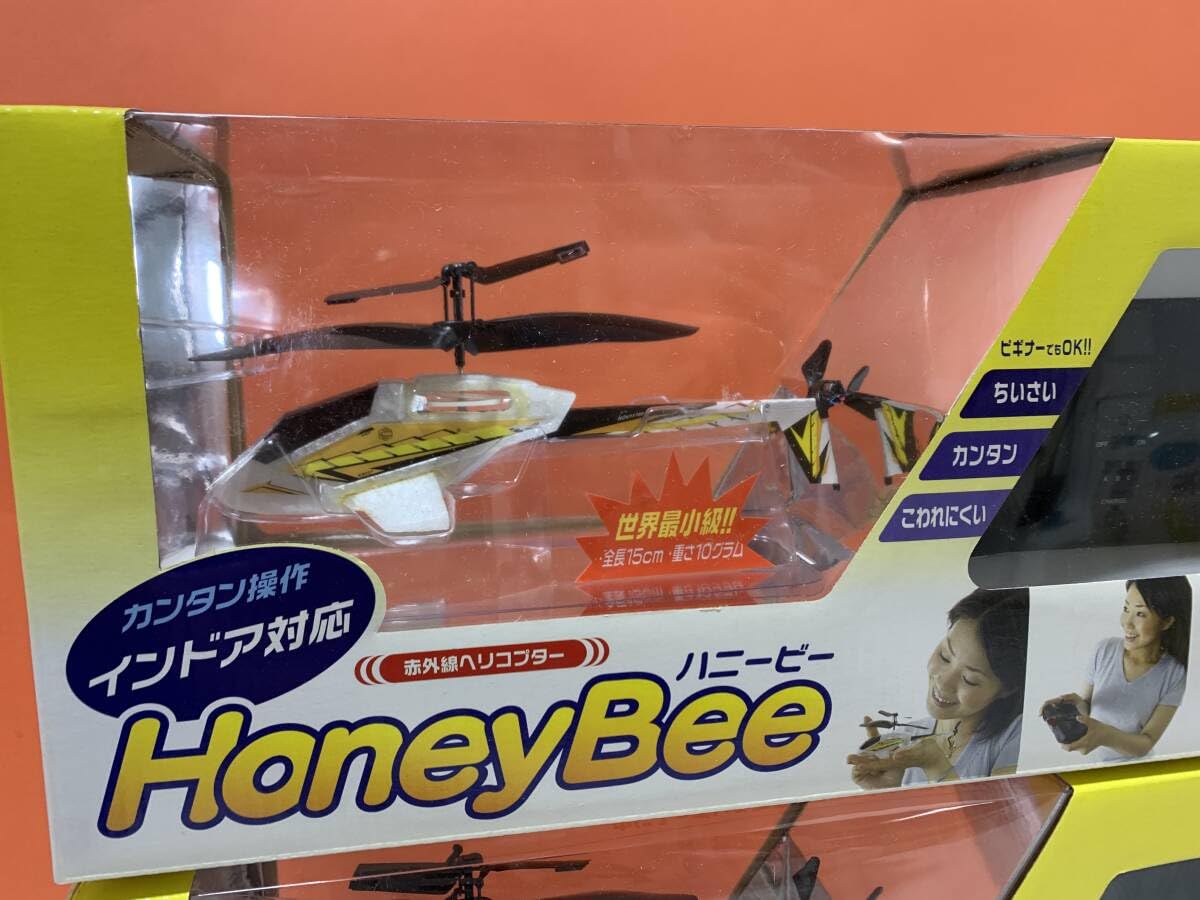 ビギナーでもOK!!
ちいさい
カンタン
こわれにくい
世界最小級!!
・全長15cm ・重さ10グラム
カンタン操作
インドア対応
赤外線ヘリコプター
ハニービー
HoneyBee